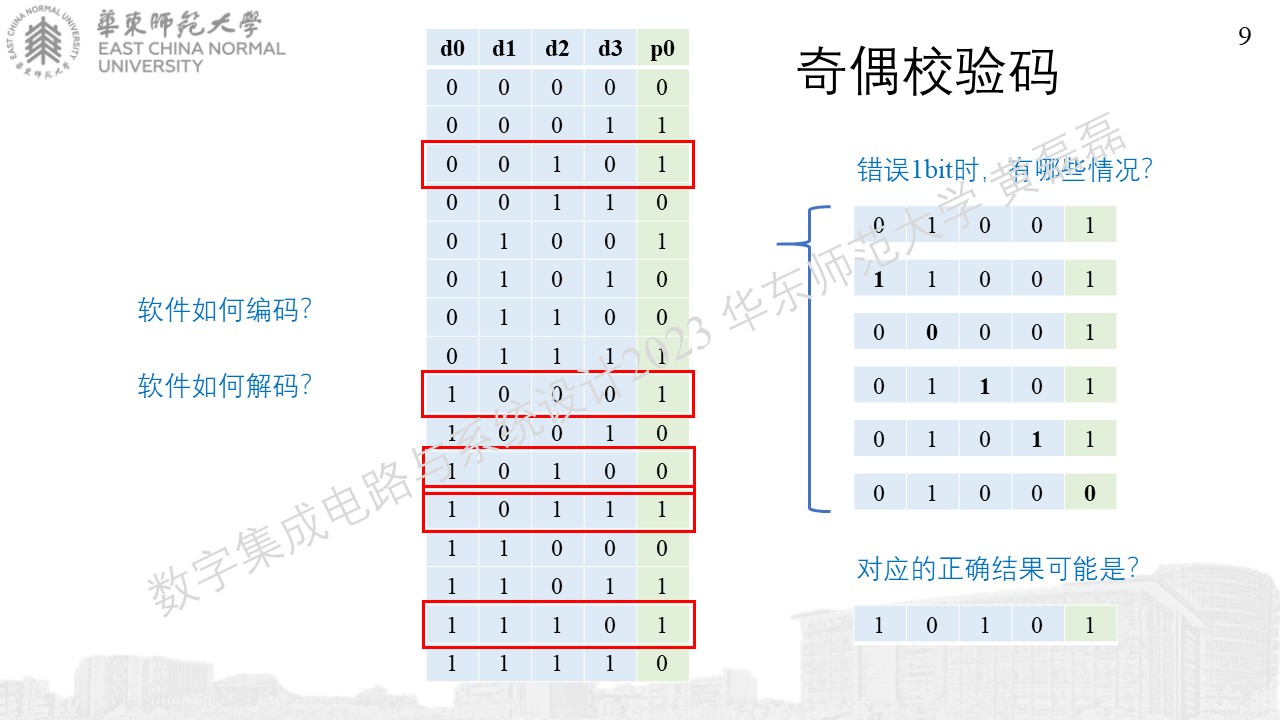 華東師範大學
EAST CHINA NORMAL
UNIVERSITY
EAST CHINA NORMAL UNIVERSITY
華東師範大學
9
奇偶校验码
d0 d1 d2 d3 p0
0 0 0 0 0
0 0 0 1 1
0 0 1 0 1
0 0 1 1 0
0 1 0 0 1
0 1 0 1 0
0 1 1 0 0
0 1 1 1 1
1 0 0 0 1
1 0 0 1 0
1 0 1 0 0
1 0 1 1 1
1 1 0 0 0
1 1 0 1 1
1 1 1 0 1
1 1 1 1 0
软件如何编码?
软件如何解码?
错误1bit时,有哪些情况?
0 1 0 0 1
1 1 0 0 1
0 0 0 0 1
0 1 1 0 1
0 1 0 1 1
0 1 0 0 0
对应的正确结果可能是?
1 0 1 0 1
数字集成电路与系统设计2023 华东师范大学 黄磊磊